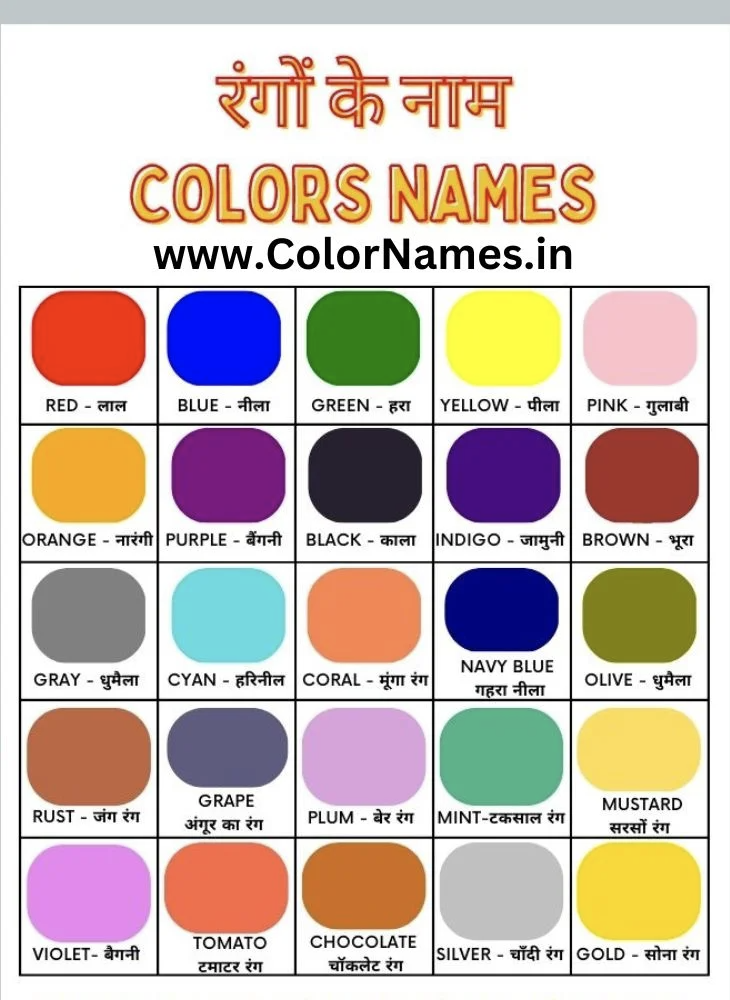 रंगों के नाम
COLORS NAMES
www.ColorNames.in
RED - लाल
BLUE - नीला
GREEN - हरा
YELLOW - पीला
PINK - गुलाबी
ORANGE - नारंगी
PURPLE - बैंगनी
BLACK - काला
INDIGO - जामुनी
BROWN - भूरा
GRAY - धुमैला
CYAN - हरिनील
CORAL - मूंगा रंग
NAVY BLUE
गहरा नीला
OLIVE - धुमैला
RUST - जंग रंग
GRAPE
अंगूर का रंग
PLUM - बेर रंग
MINT-टकसाल रंग
MUSTARD
सरसों रंग
VIOLET- बैगनी
TOMATO
टमाटर रंग
CHOCOLATE
चॉकलेट रंग
SILVER - चाँदी रंग
GOLD - सोना रंग